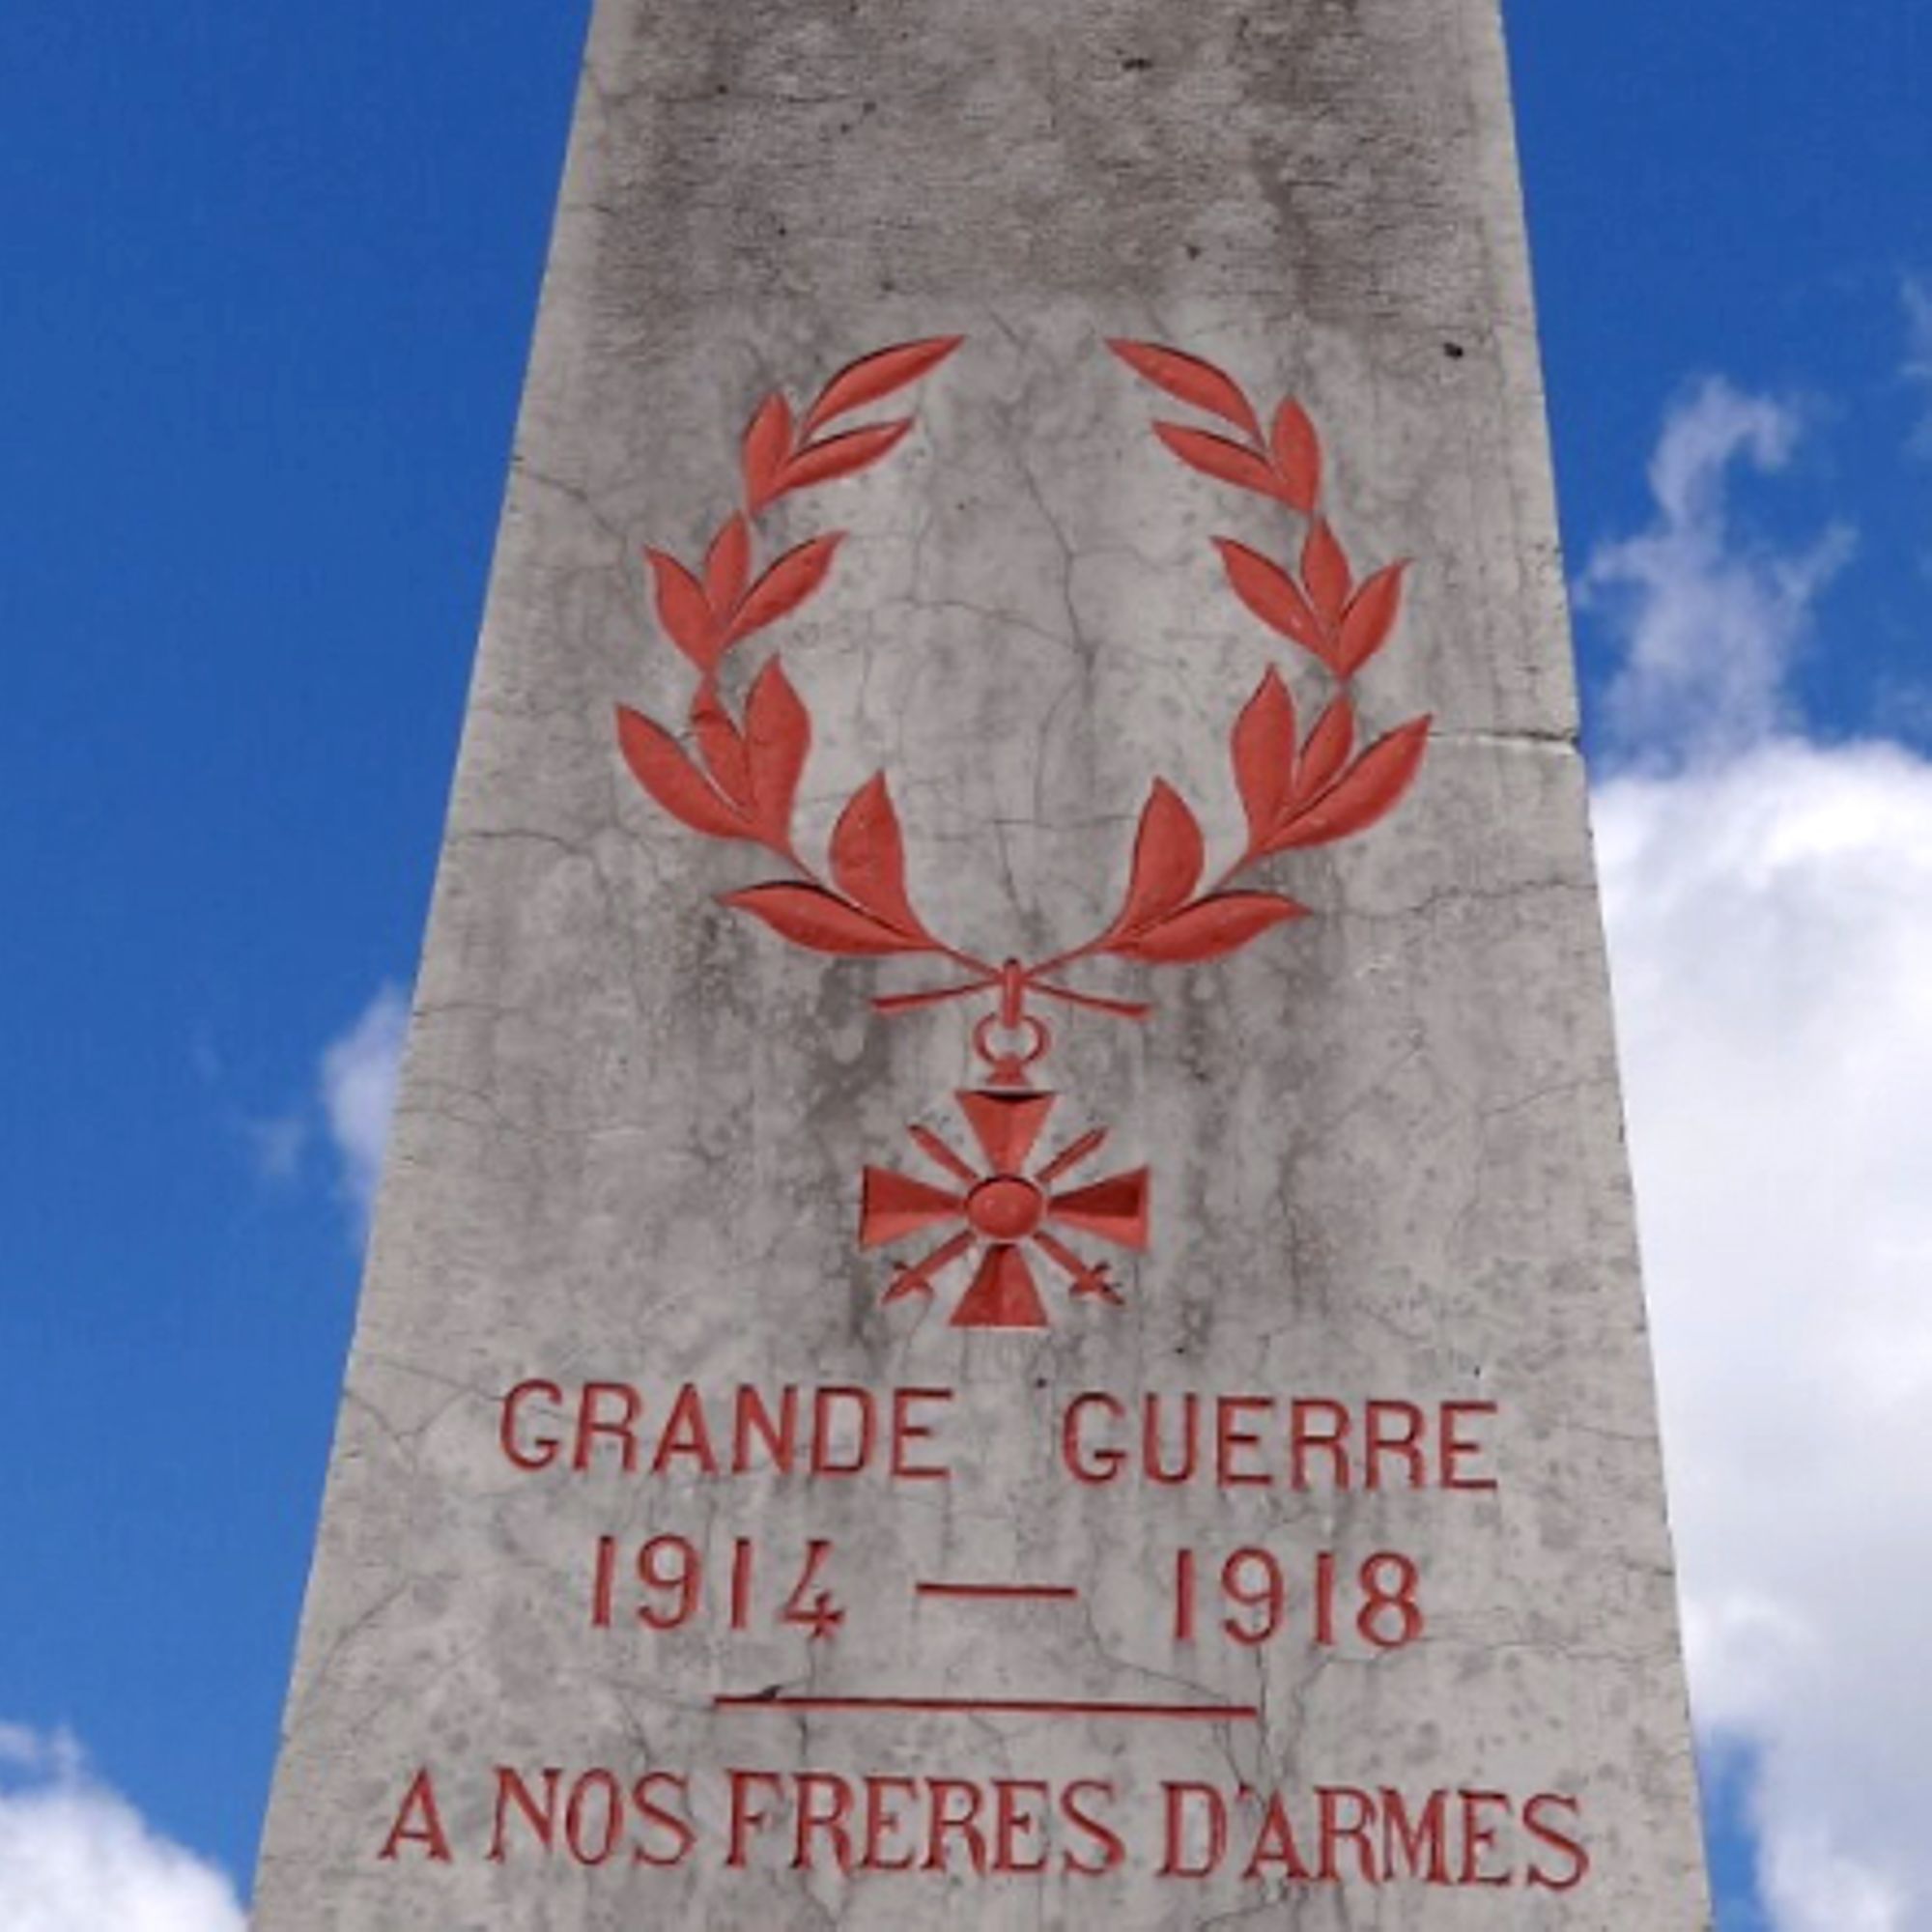 GRANDE GUERRE
1914 — 1918
A NOS FRERES D'ARMES